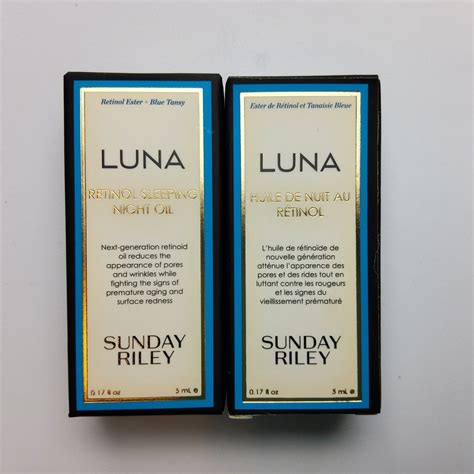 Retinol Ester + Blue Tansy
LUNA
RETINOL SLEEPING
NIGHT OIL
Next-generation retinoid
oil reduces the
appearance of pores
and wrinkles while
fighting the signs of
premature aging and
surface redness
SUNDAY
RILEY
0.17 fl oz 5 mL e
Ester de Rétinol et Tanaisie Bleue
LUNA
HUILE DE NUIT AU
RÉTINOL
L'huile de rétinoïde de
nouvelle génération
atténue l'apparence des
pores et des rides tout en
luttant contre les rougeurs
et les signes du
vieillissement prématuré
SUNDAY
RILEY
0.17 fl oz 5 mL e